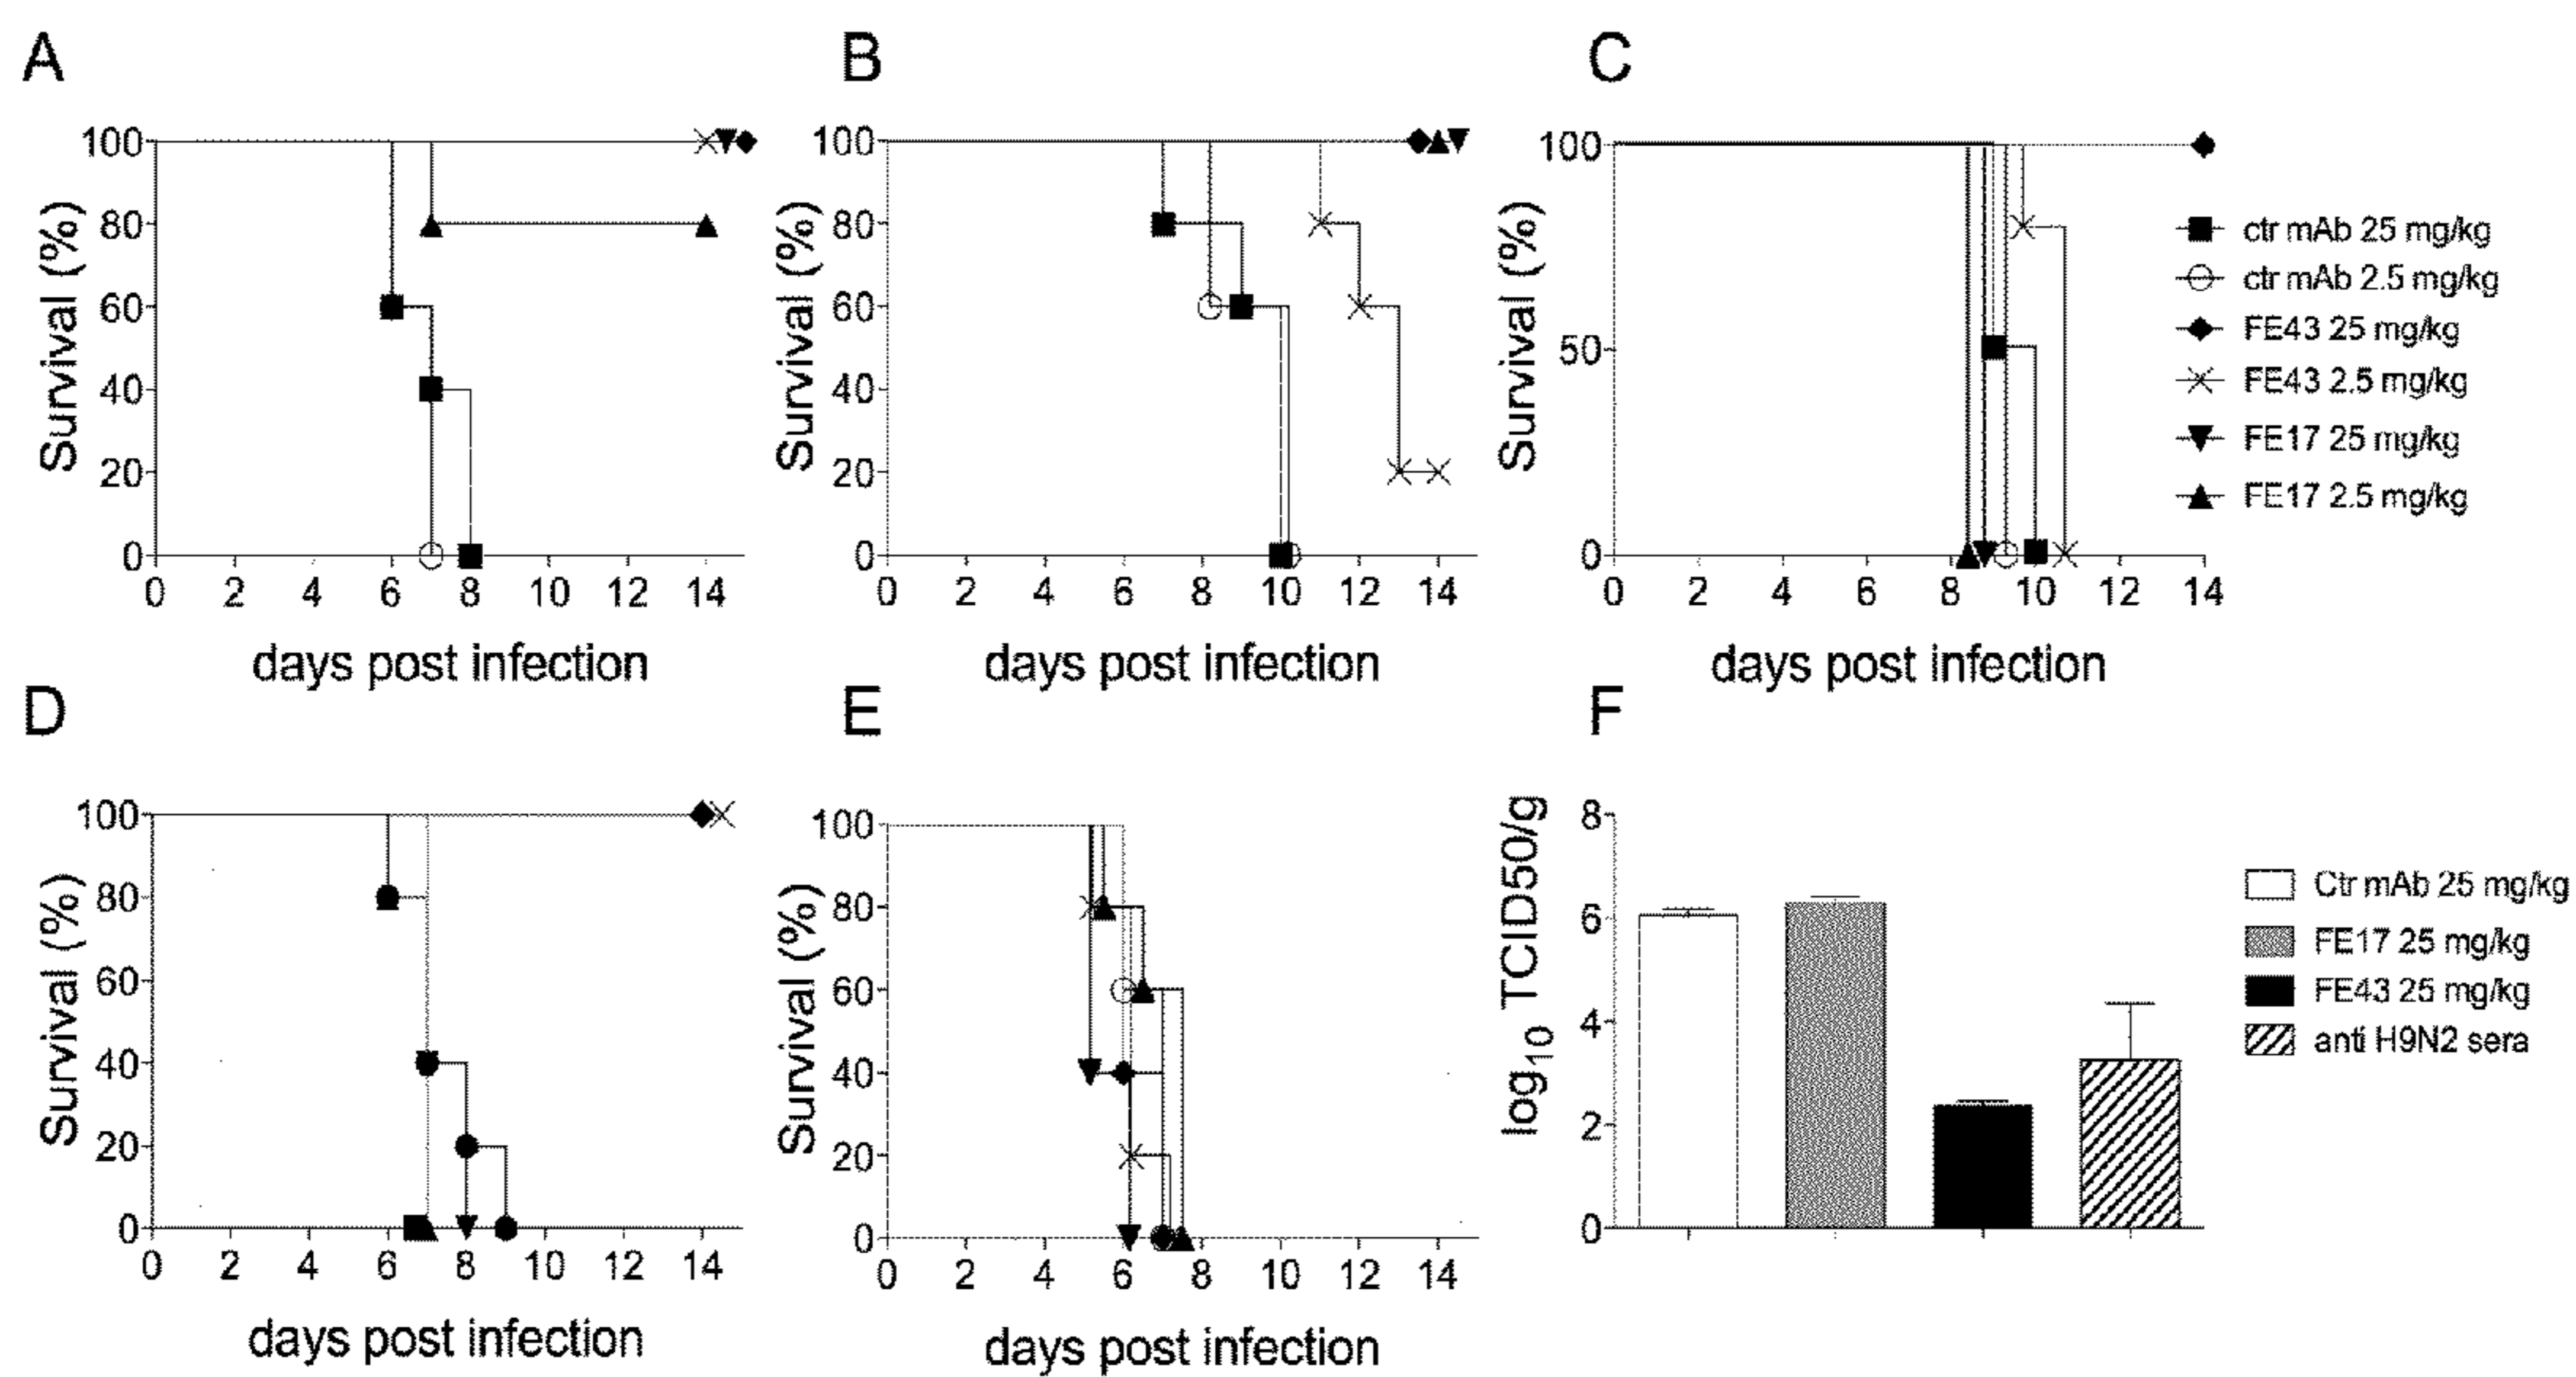 A
B
C
Survival (%)
100
80
60
40
20
0
0 2 4 6 8 10 12 14
days post infection
Survival (%)
100
80
60
40
20
0
0 2 4 6 8 10 12 14
days post infection
Survival (%)
100
50
0
0 2 4 6 8 10 12 14
days post infection
ctr mAb 25 mg/kg
ctr mAb 2.5 mg/kg
FE43 25 mg/kg
FE43 2.5 mg/kg
FE17 25 mg/kg
FE17 2.5 mg/kg
D
E
F
Survival (%)
100
80
60
40
20
0
0 2 4 6 8 10 12 14
days post infection
Survival (%)
100
80
60
40
20
0
0 2 4 6 8 10 12 14
days post infection
log10 TCID50/g
8
6
4
2
0
Ctr mAb 25 mg/kg
FE17 25 mg/kg
FE43 25 mg/kg
anti H9N2 sera